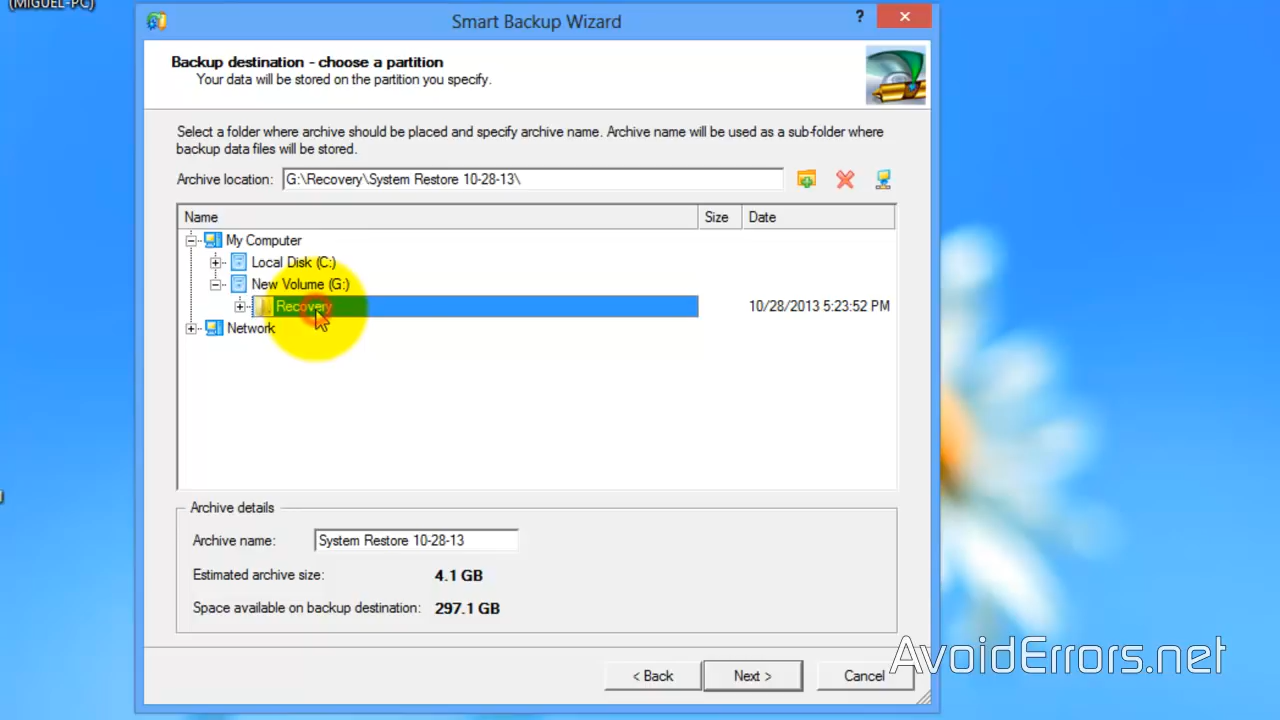 (MIGUEL-PC)
Smart Backup Wizard
?
Backup destination - choose a partition
Your data will be stored on the partition you specify.
Select a folder where archive should be placed and specify archive name. Archive name will be used as a sub-folder where
backup data files will be stored.
Archive location: G:\Recovery\System Restore 10-28-13\
Name Size Date
My Computer
Local Disk (C:)
New Volume (G:)
Recovery 10/28/2013 5:23:52 PM
Network
Archive details
Archive name: System Restore 10-28-13
Estimated archive size: 4.1 GB
Space available on backup destination: 297.1 GB
< Back Next > Cancel
AvoidErrors.net